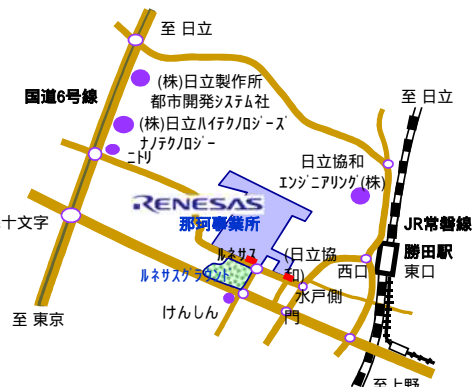 至 日立
国道6号線
(株)日立製作所
都市開発システム社
(株)日立ハイテクノロジーズ
ナノテクノロジー
ニトリ
至 日立
日立協和
エンジニアリング(株)
RENESAS
那珂事業所
十文字
JR常磐線
勝田駅
東口
西口
ルネサス
(日立協和)
ルネサスグラウンド
水戸側
門
けんしん
至 東京
至上野